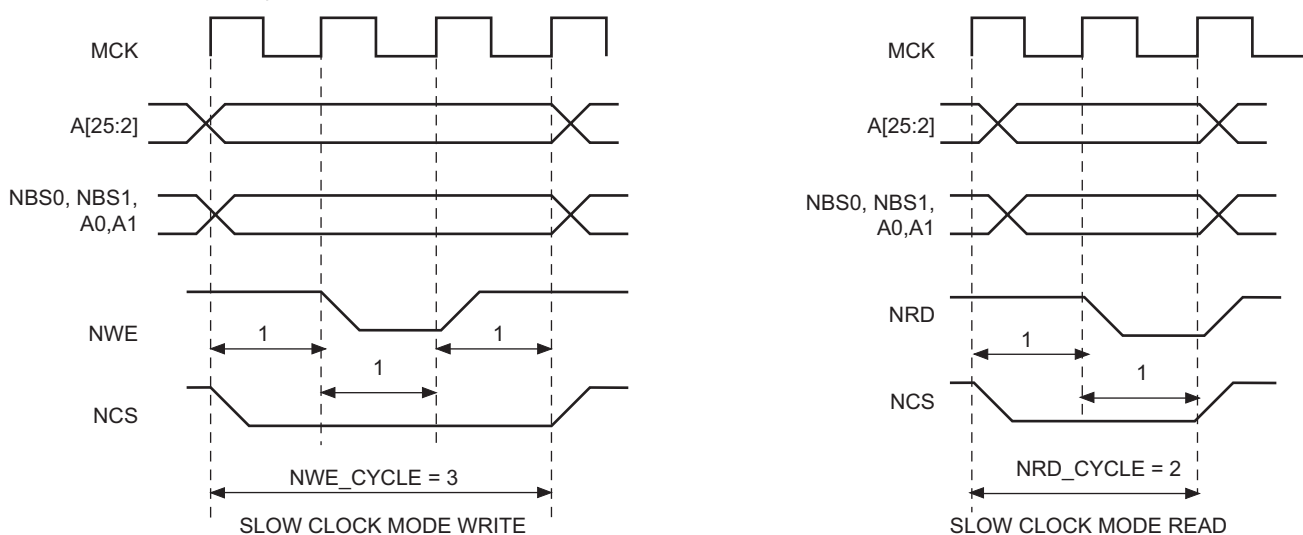 MCK
A[25:2]
NBS0, NBS1,
A0,A1
NWE
1
1
1
NCS
NWE_CYCLE = 3
SLOW CLOCK MODE WRITE
MCK
A[25:2]
NBS0, NBS1,
A0,A1
NRD
1
1
NCS
NRD_CYCLE = 2
SLOW CLOCK MODE READ